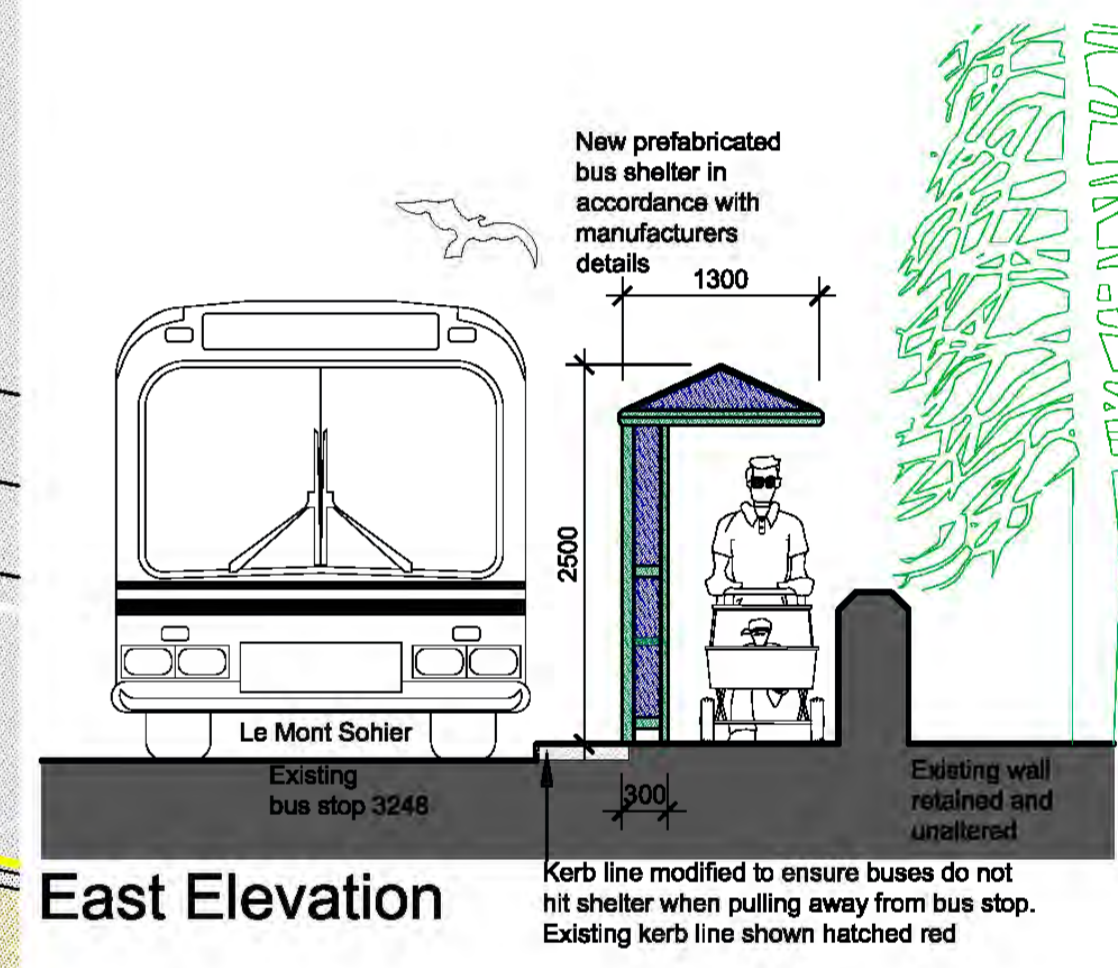 New prefabricated
bus shelter in
accordance with
manufacturers
details
1300
2500
Le Mont Sohier
Existing
bus stop 3248
300
Existing wall
retained and
unaltered
East Elevation
Kerb line modified to ensure buses do not
hit shelter when pulling away from bus stop.
Existing kerb line shown hatched red